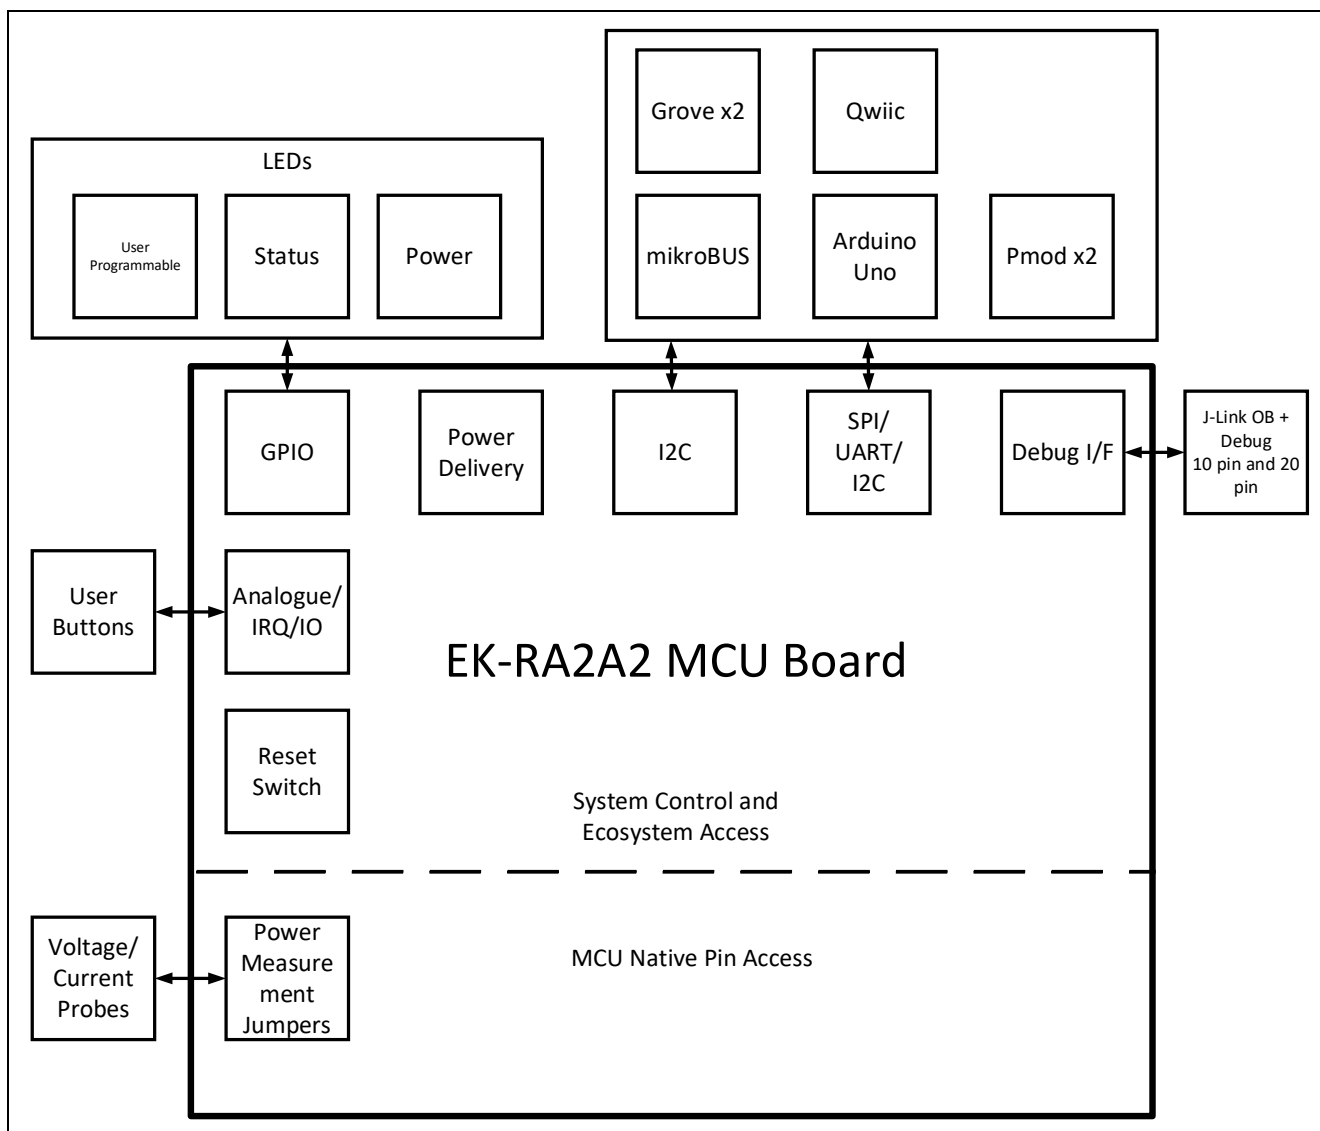 Grove x2
Qwiic
LEDs
User
Programmable
Status
Power
mikroBUS
Arduino
Uno
Pmod x2
GPIO
Power
Delivery
I2C
SPI/
UART/
I2C
Debug I/F
J-Link OB +
Debug
10 pin and 20
pin
User
Buttons
Analogue/
IRQ/IO
EK-RA2A2 MCU Board
Reset
Switch
System Control and
Ecosystem Access
Voltage/
Current
Probes
Power
Measure
ment
Jumpers
MCU Native Pin Access